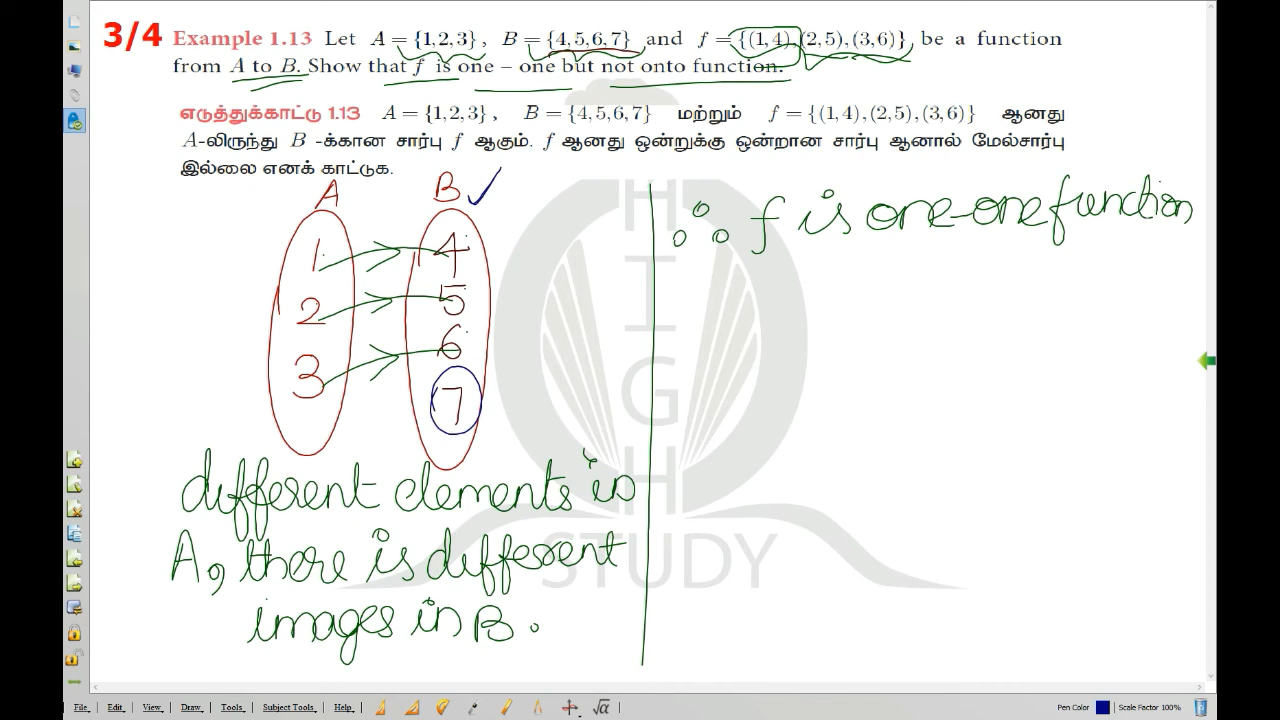 3/4
Example 1.13 Let A = {1,2,3}, B = {4,5,6,7} and f = {(1,4),(2,5),(3,6)} be a function
from A to B. Show that f is one – one but not onto function.
எடுத்துக்காட்டு 1.13 A = {1,2,3}, B = {4,5,6,7} மற்றும் f = {(1,4),(2,5),(3,6)} ஆனது
A-லிருந்து B -க்கான சார்பு f ஆகும். f ஆனது ஒன்றுக்கு ஒன்றான சார்பு ஆனால் மேல்சார்பு
இல்லை எனக் காட்டுக.
A B
1 4
2 5
3 6
7
different elements in
A, there is different
images in B.
∴ f is one-one function
HIGH
STUDY
File Edit View Draw Tools Subject Tools Help √α Pen Color Scale Factor 100%